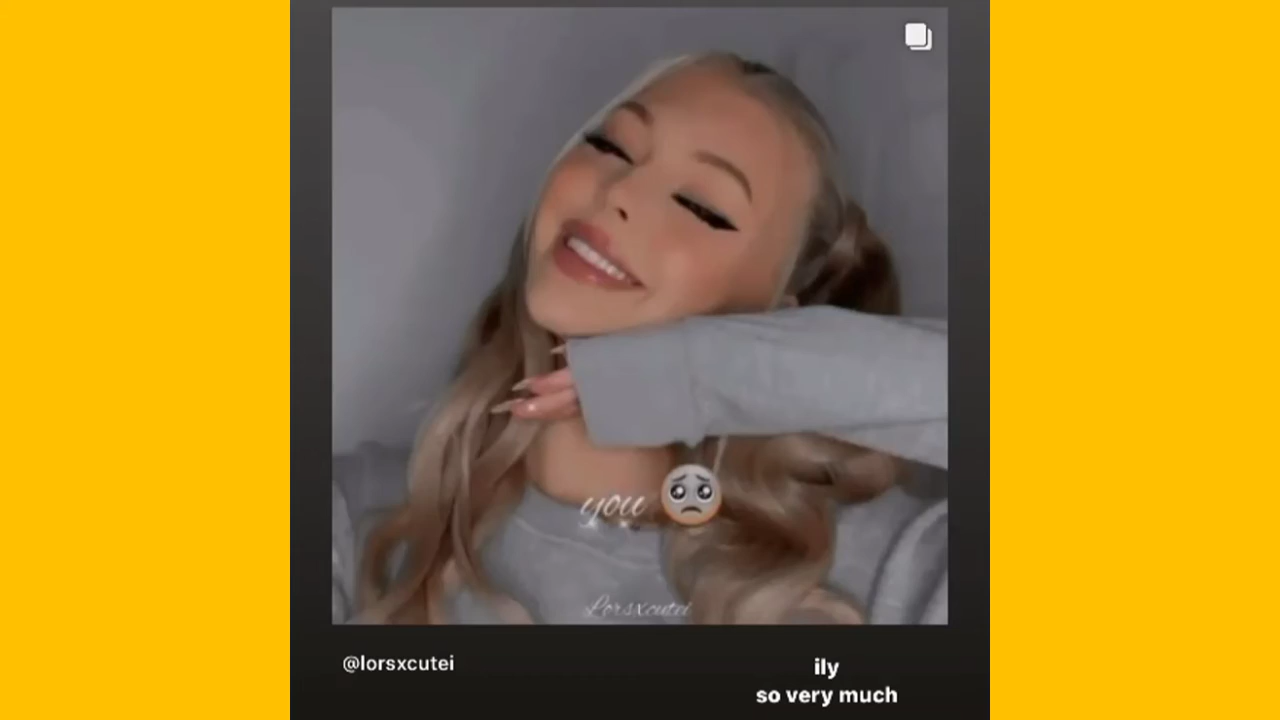 you 🥺
Lorsxcutei
@lorsxcutei
ily
so very much